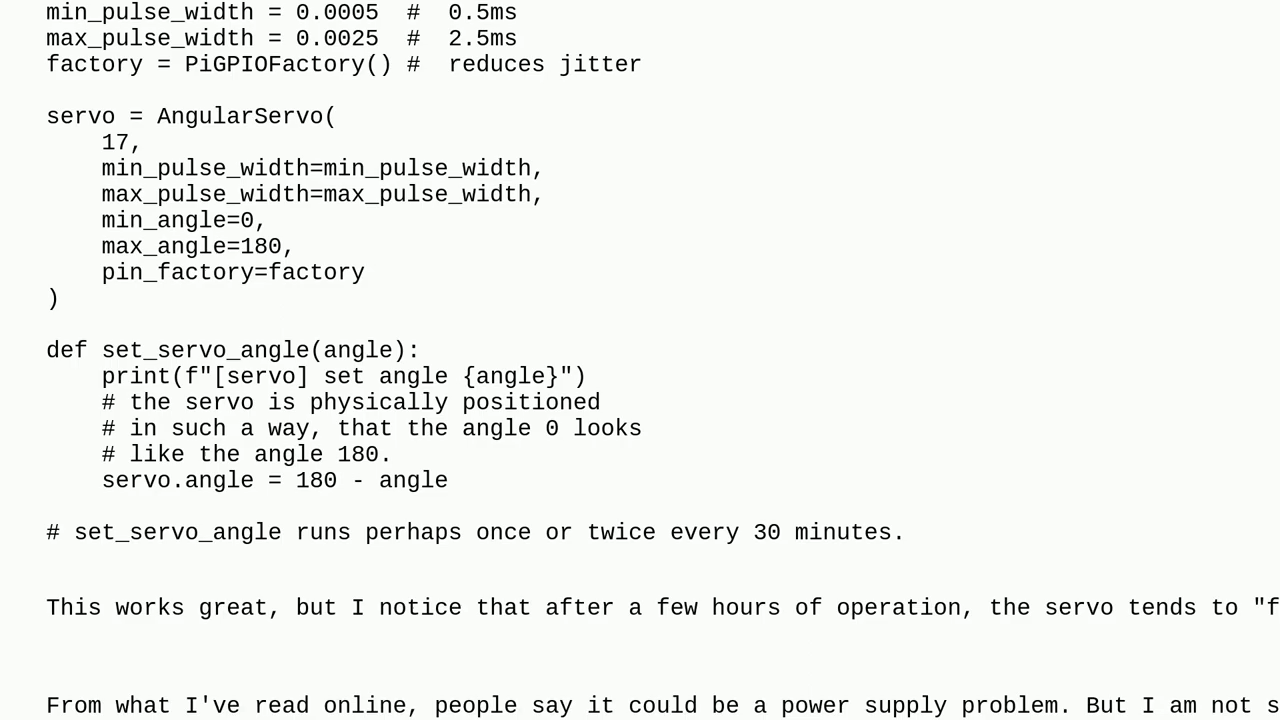 min_pulse_width = 0.0005  #  0.5ms
max_pulse_width = 0.0025  #  2.5ms
factory = PiGPIOFactory() #  reduces jitter

servo = AngularServo(
    17,
    min_pulse_width=min_pulse_width,
    max_pulse_width=max_pulse_width,
    min_angle=0,
    max_angle=180,
    pin_factory=factory
)

def set_servo_angle(angle):
    print(f"[servo] set angle {angle}")
    # the servo is physically positioned
    # in such a way, that the angle 0 looks
    # like the angle 180.
    servo.angle = 180 - angle

# set_servo_angle runs perhaps once or twice every 30 minutes.

This works great, but I notice that after a few hours of operation, the servo tends to "f

From what I've read online, people say it could be a power supply problem. But I am not s